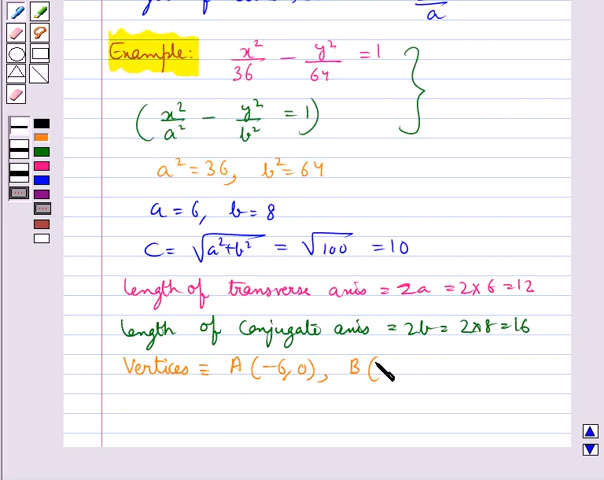 a
Example: x²/36 - y²/64 = 1
(x²/a² - y²/b² = 1)
a² = 36, b² = 64
a = 6, b = 8
C = √(a²+b²) = √100 = 10
length of transverse axis = 2a = 2×6 = 12
length of conjugate axis = 2b = 2×8 = 16
Vertices ≡ A(-6,0), B(